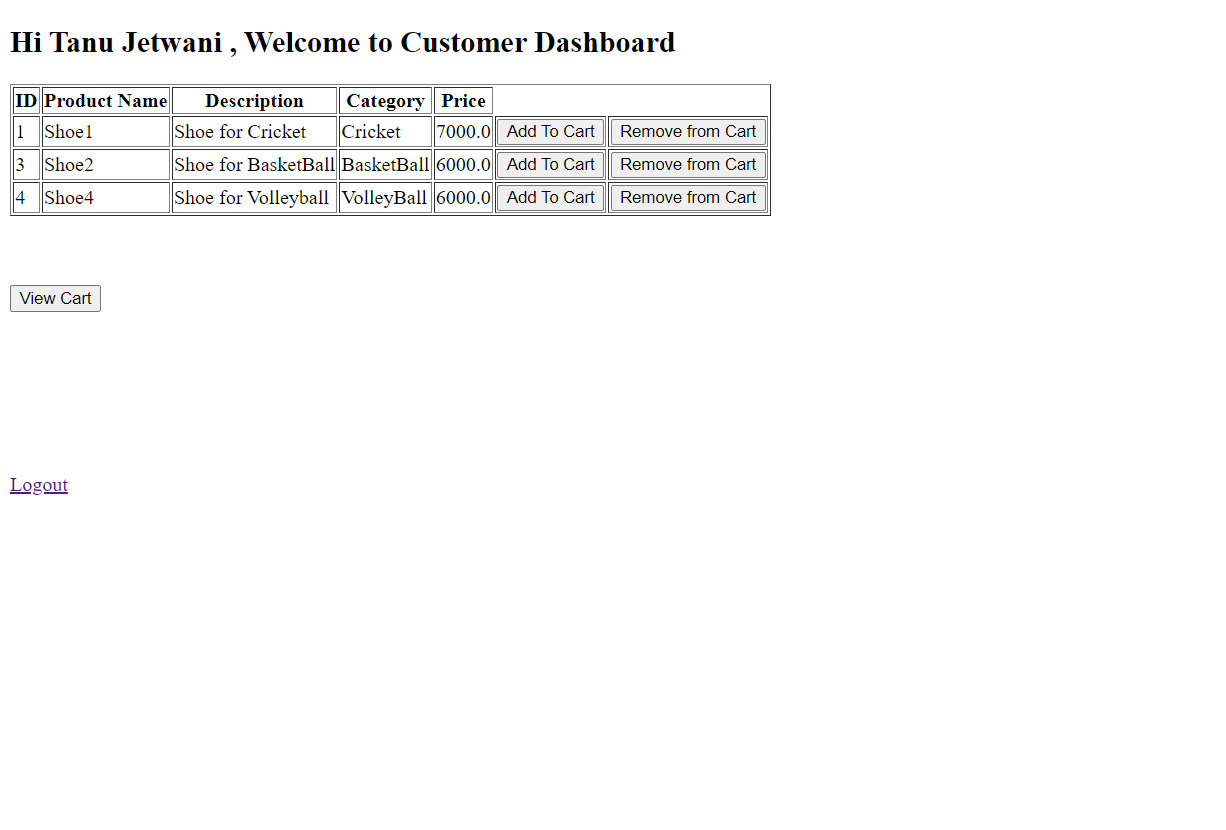 Hi Tanu Jetwani , Welcome to Customer Dashboard
ID Product Name Description Category Price
1 Shoe1 Shoe for Cricket Cricket 7000.0 Add To Cart Remove from Cart
3 Shoe2 Shoe for BasketBall BasketBall 6000.0 Add To Cart Remove from Cart
4 Shoe4 Shoe for Volleyball VolleyBall 6000.0 Add To Cart Remove from Cart
View Cart
Logout